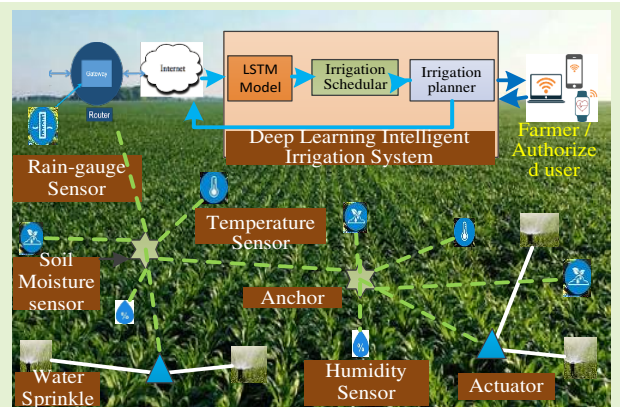 Gateway
Router
Internet
LSTM
Model
Irrigation
Schedular
Irrigation
planner
Deep Learning Intelligent
Irrigation System
Farmer /
Authorize
d user
Rain-gauge
Sensor
Temperature
Sensor
Soil
Moisture
sensor
Anchor
%
%
Water
Sprinkle
Humidity
Sensor
Actuator